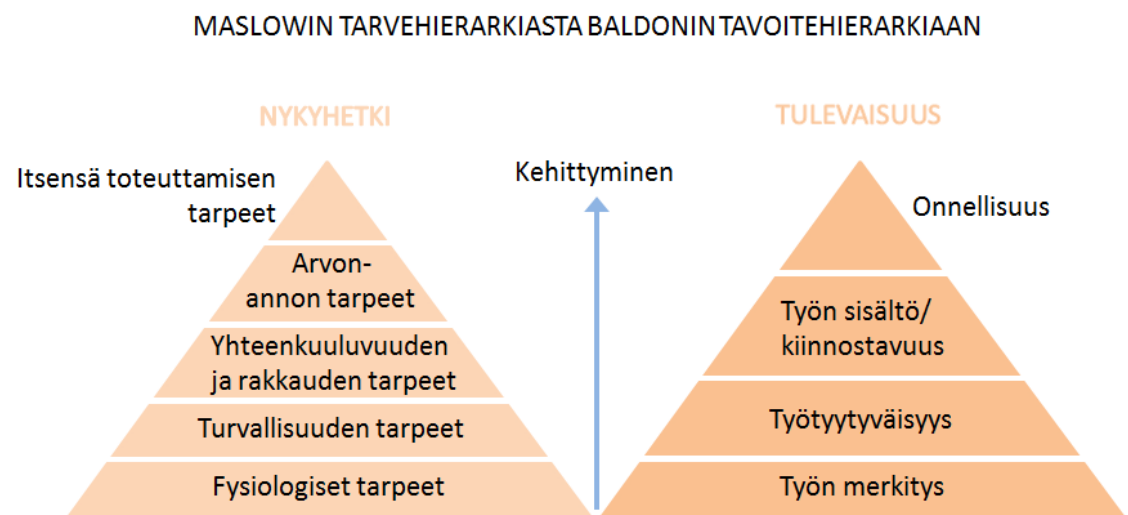 MASLOWIN TARVEHIERARKIASTA BALDONIN TAVOITEHIERARKIAAN
NYKYHETKI
Itsensä toteuttamisen
tarpeet
Arvon-
annon tarpeet
Yhteenkuuluvuuden
ja rakkauden tarpeet
Turvallisuuden tarpeet
Fysiologiset tarpeet
Kehittyminen
TULEVAISUUS
Onnellisuus
Työn sisältö/
kiinnostavuus
Työtyytyväisyys
Työn merkitys